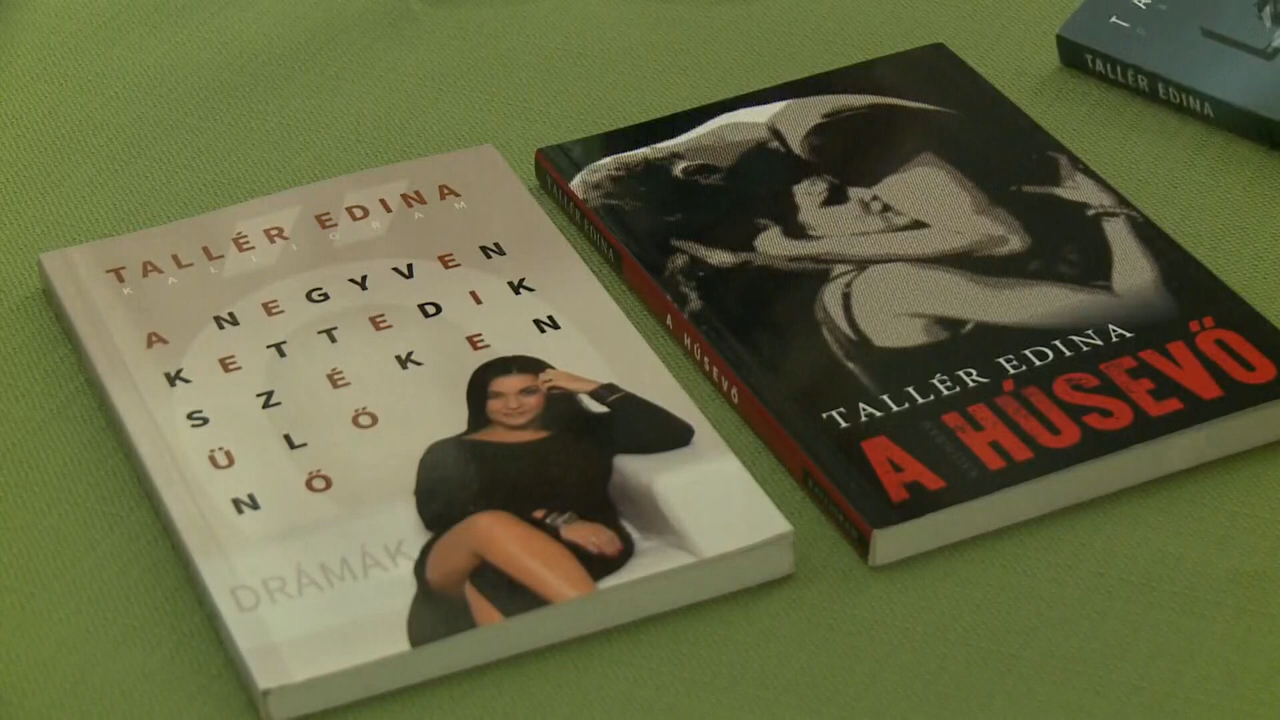 TALLÉR EDINA
KALLIGRAM
A NEGYVEN
KETTEDIK
SZÉKEN
ÜLŐ
NŐ
DRÁMÁK
TALLÉR EDINA A HÚSEVŐ
TALLÉR EDINA
A HÚSEVŐ
TALLÉR EDINA